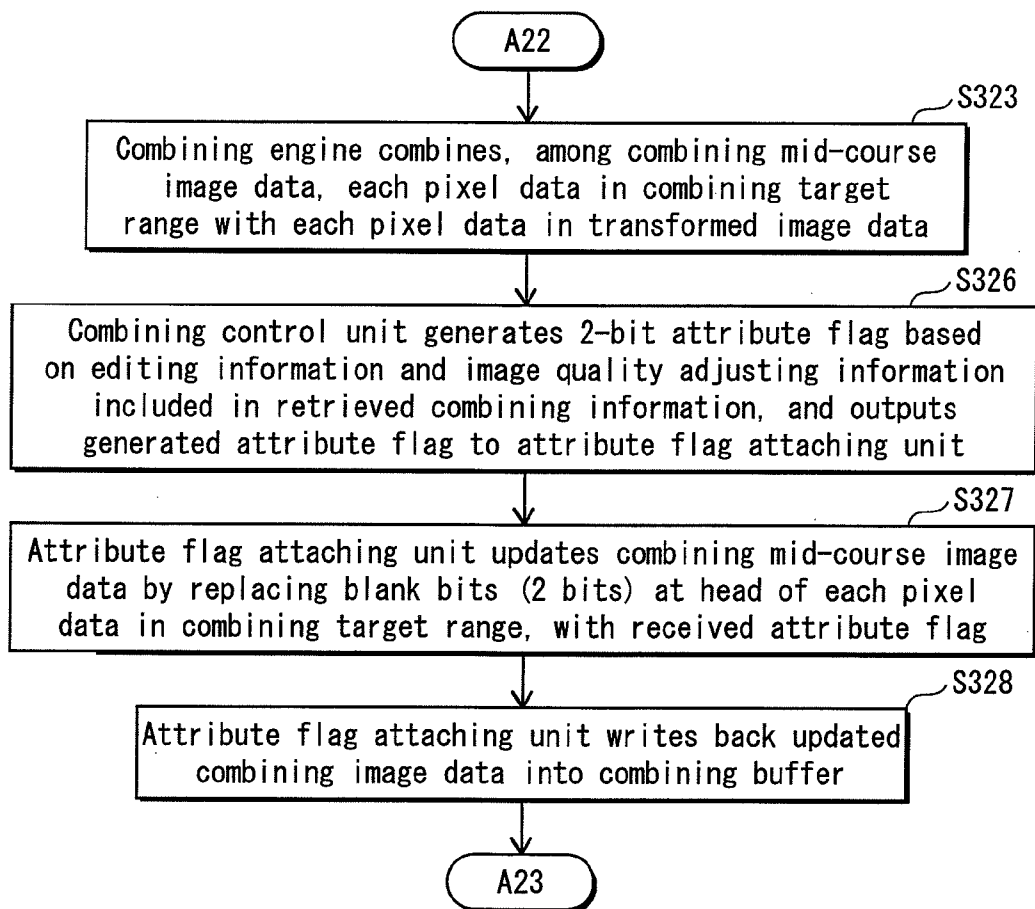 A22
S323
Combining engine combines, among combining mid-course
image data, each pixel data in combining target
range with each pixel data in transformed image data
S326
Combining control unit generates 2-bit attribute flag based
on editing information and image quality adjusting information
included in retrieved combining information, and outputs
generated attribute flag to attribute flag attaching unit
S327
Attribute flag attaching unit updates combining mid-course image
data by replacing blank bits (2 bits) at head of each pixel
data in combining target range, with received attribute flag
S328
Attribute flag attaching unit writes back updated
combining image data into combining buffer
A23